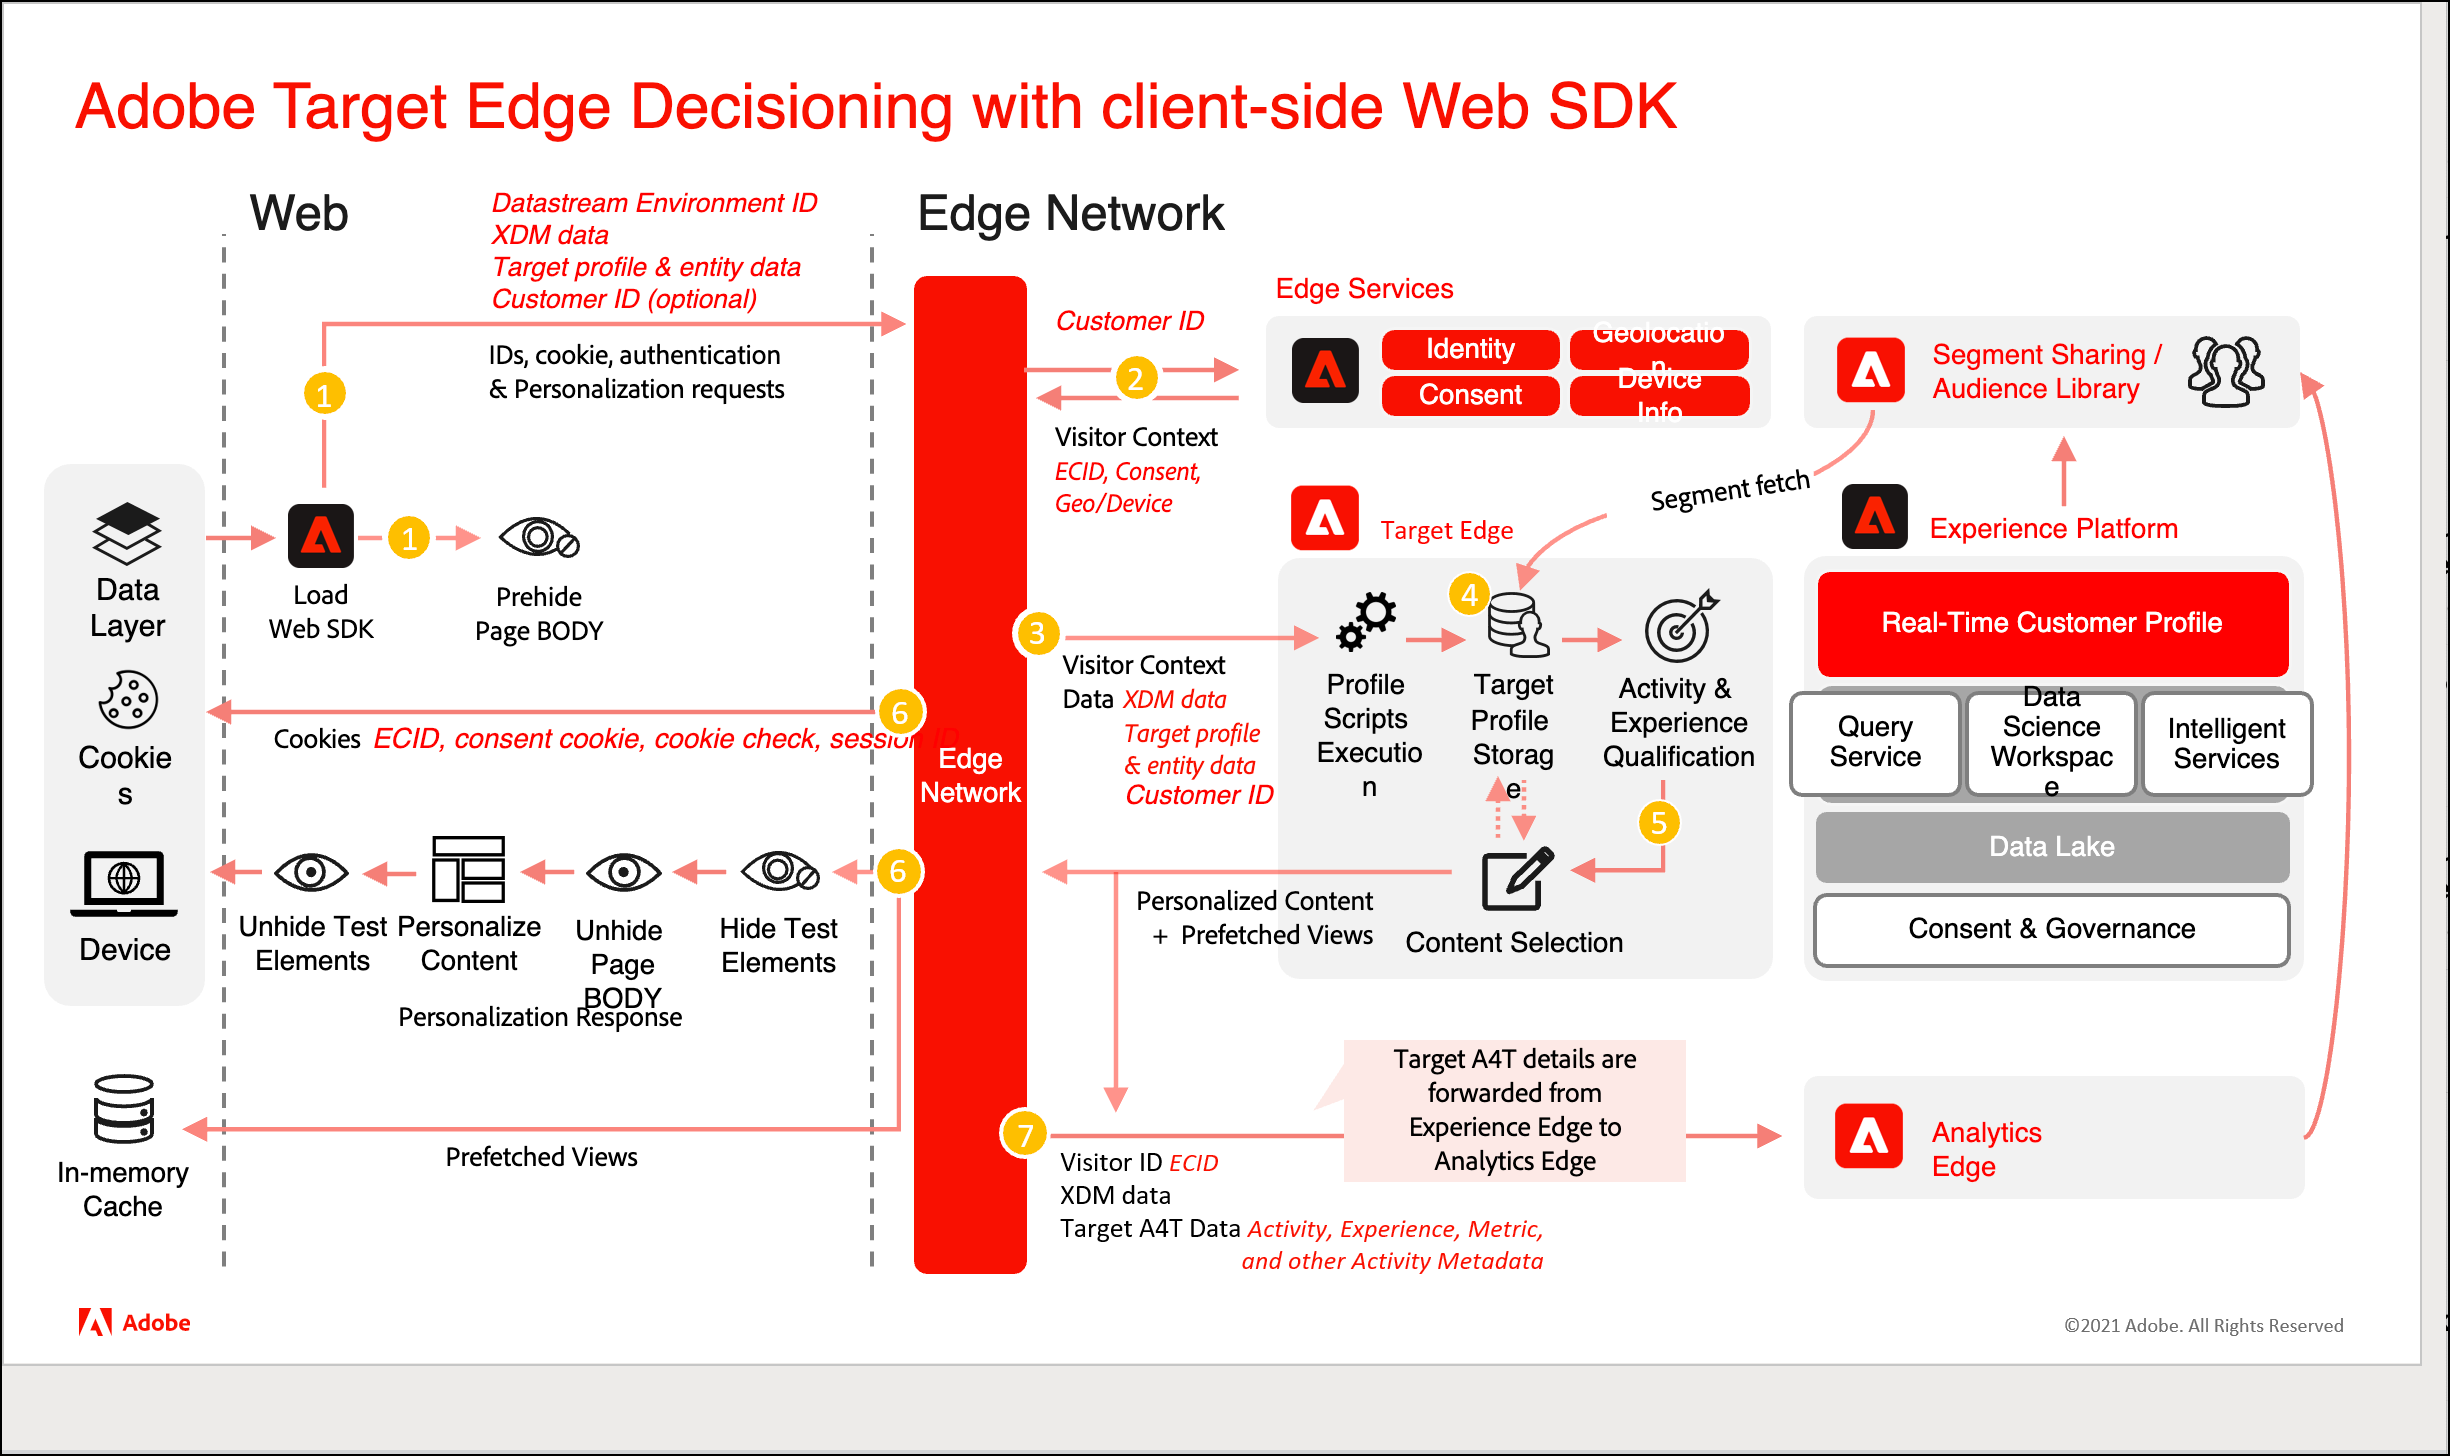 Adobe Target Edge Decisioning with client-side Web SDK
Web
Datastream Environment ID
XDM data
Target profile & entity data
Customer ID (optional)
IDs, cookie, authentication
& Personalization requests
1
1
Data
Layer
Load
Web SDK
Prehide
Page BODY
Cookie
s
6
Cookies ECID, consent cookie, cookie check, session ID
Device
6
Unhide Test
Elements
Personalize
Content
Unhide
Page
BODY
Hide Test
Elements
Personalization Response
In-memory
Cache
Prefetched Views
Edge Network
Edge
Network
Customer ID
2
Visitor Context
ECID, Consent,
Geo/Device
Edge Services
Identity
Geolocatio
n
Consent
Device
Info
Segment Sharing /
Audience Library
Segment fetch
Target Edge
Experience Platform
3
Visitor Context
Data XDM data
Target profile
& entity data
Customer ID
4
Profile
Scripts
Executio
n
Target
Profile
Storag
e
Activity &
Experience
Qualification
5
Content Selection
Personalized Content
+ Prefetched Views
Real-Time Customer Profile
Query
Service
Data
Science
Workspac
e
Intelligent
Services
Data Lake
Consent & Governance
7
Visitor ID ECID
XDM data
Target A4T Data Activity, Experience, Metric,
and other Activity Metadata
Target A4T details are
forwarded from
Experience Edge to
Analytics Edge
Analytics
Edge
Adobe
©2021 Adobe. All Rights Reserved